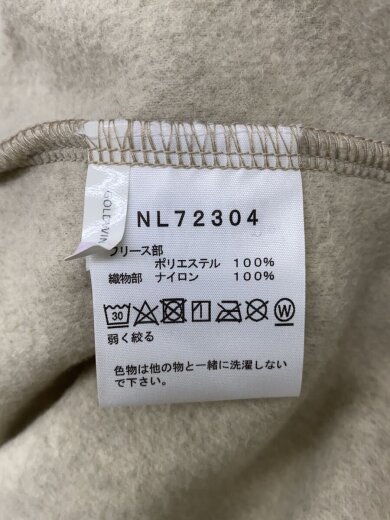 GOLDWIN
NL72304
フリース部
ポリエステル 100%
織物部 ナイロン 100%
30
W
弱く絞る
色物は他の物と一緒に洗濯しない
で下さい。